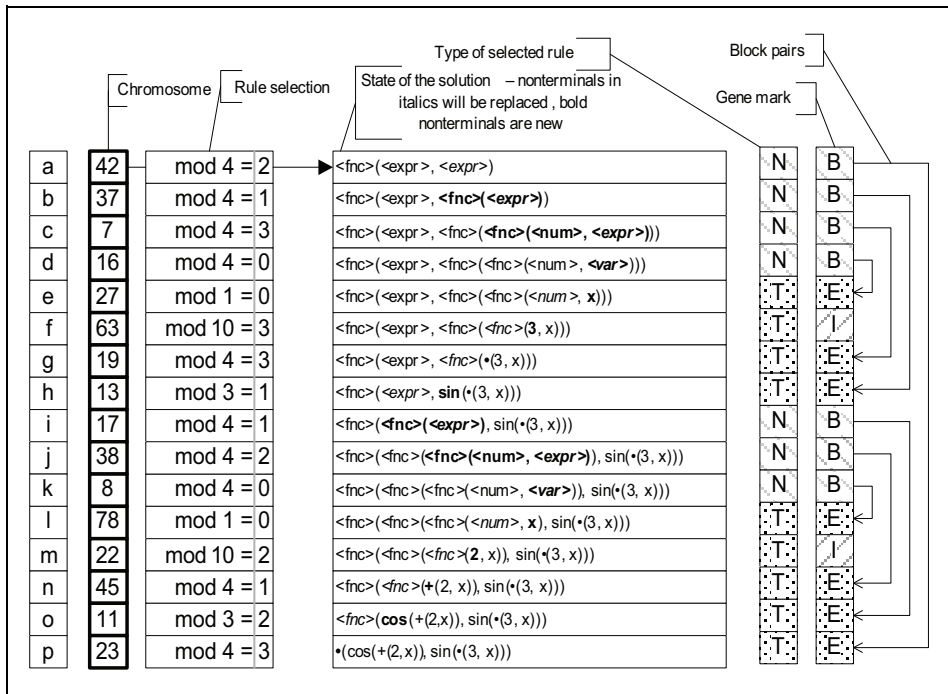 Type of selected rule
Block pairs
Chromosome
Rule selection
State of the solution – nonterminals in
italics will be replaced , bold
nonterminals are new
Gene mark
a 42 mod 4 = 2 <fnc>(<expr>, <expr>) N B
b 37 mod 4 = 1 <fnc>(<expr>, <fnc>(<expr>)) N B
c 7 mod 4 = 3 <fnc>(<expr>, <fnc>(<fnc>(<num>, <expr>))) N B
d 16 mod 4 = 0 <fnc>(<expr>, <fnc>(<fnc>(<num>, <var>))) N B
e 27 mod 1 = 0 <fnc>(<expr>, <fnc>(<fnc>(<num>, x))) T E
f 63 mod 10 = 3 <fnc>(<expr>, <fnc>(<fnc>(3, x))) T I
g 19 mod 4 = 3 <fnc>(<expr>, <fnc>(•(3, x))) T E
h 13 mod 3 = 1 <fnc>(<expr>, sin(•(3, x))) T E
i 17 mod 4 = 1 <fnc>(<fnc>(<expr>), sin(•(3, x))) N B
j 38 mod 4 = 2 <fnc>(<fnc>(<fnc>(<num>, <expr>)), sin(•(3, x))) N B
k 8 mod 4 = 0 <fnc>(<fnc>(<fnc>(<num>, <var>)), sin(•(3, x))) N B
l 78 mod 1 = 0 <fnc>(<fnc>(<fnc>(<num>, x), sin(•(3, x))) T E
m 22 mod 10 = 2 <fnc>(<fnc>(<fnc>(2, x)), sin(•(3, x))) T I
n 45 mod 4 = 1 <fnc>(<fnc>(+(2, x)), sin(•(3, x))) T E
o 11 mod 3 = 2 <fnc>(cos(+(2,x)), sin(•(3, x))) T E
p 23 mod 4 = 3 •(cos(+(2,x)), sin(•(3, x))) T E